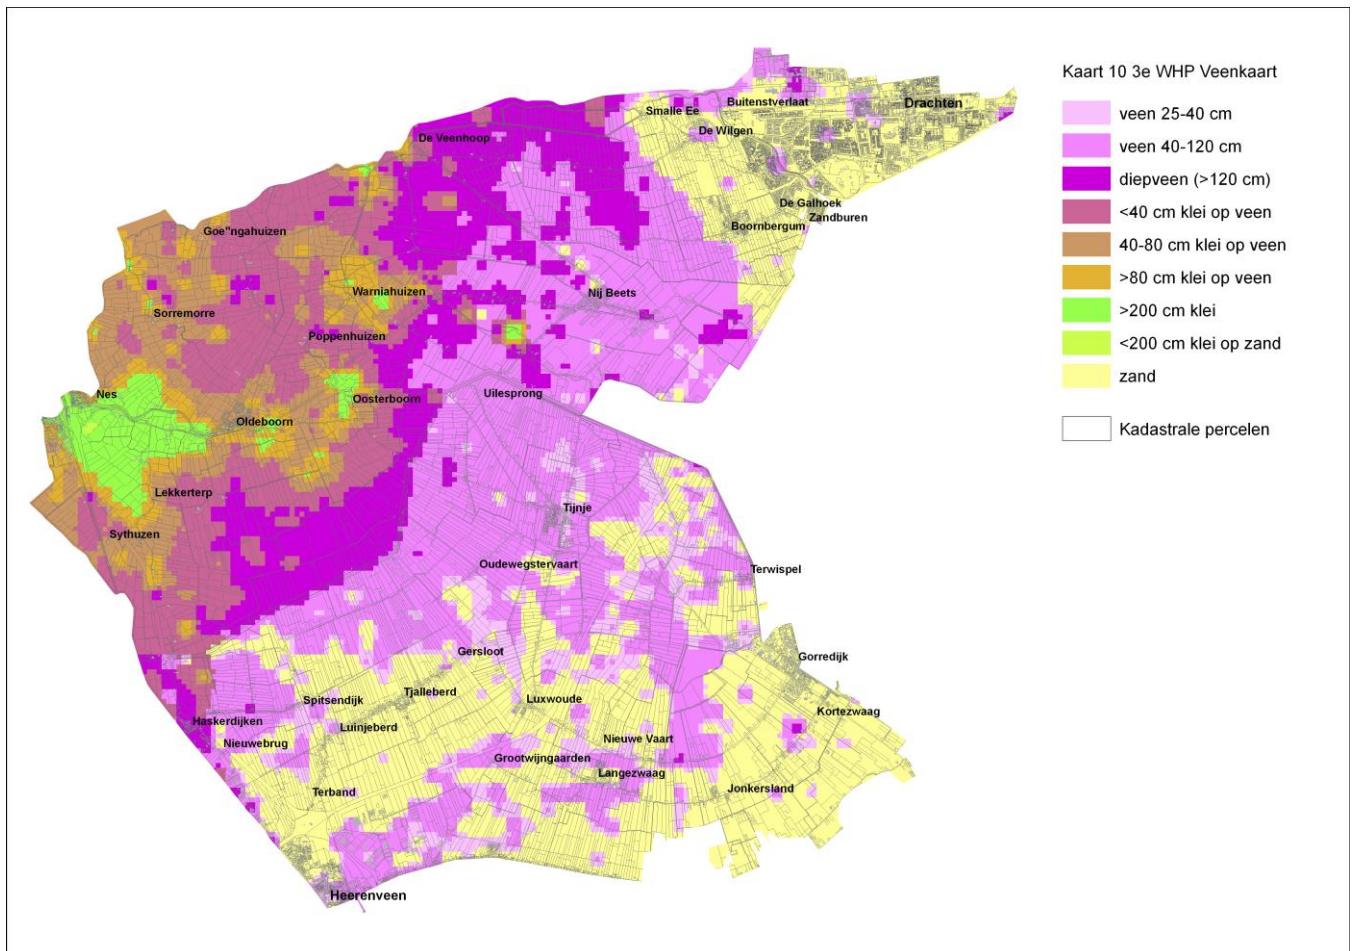 Kaart 10 3e WHP Veenkaart
veen 25-40 cm
veen 40-120 cm
diepveen (>120 cm)
<40 cm klei op veen
40-80 cm klei op veen
>80 cm klei op veen
>200 cm klei
<200 cm klei op zand
zand
Kadastrale percelen
Buitenstverlaat
Drachten
Smalle Ee
De Wilgen
De Veenhoop
De Galhoek
Zandburen
Boornbergum
Goe"ngahuizen
Warniahuizen
Nij Beets
Sorremorre
Poppenhuizen
Nes
Uilesprong
Oosterboorn
Oldeboorn
Lekkerterp
Tijnje
Sythuzen
Oudewegstervaart
Terwispel
Gersloot
Gorredijk
Tjalleberd
Spitsendijk
Luxwoude
Kortezwaag
Haskerdijken
Luinjeberd
Nieuwebrug
Nieuwe Vaart
Grootwijngaarden
Langezwaag
Terband
Jonkersland
Heerenveen